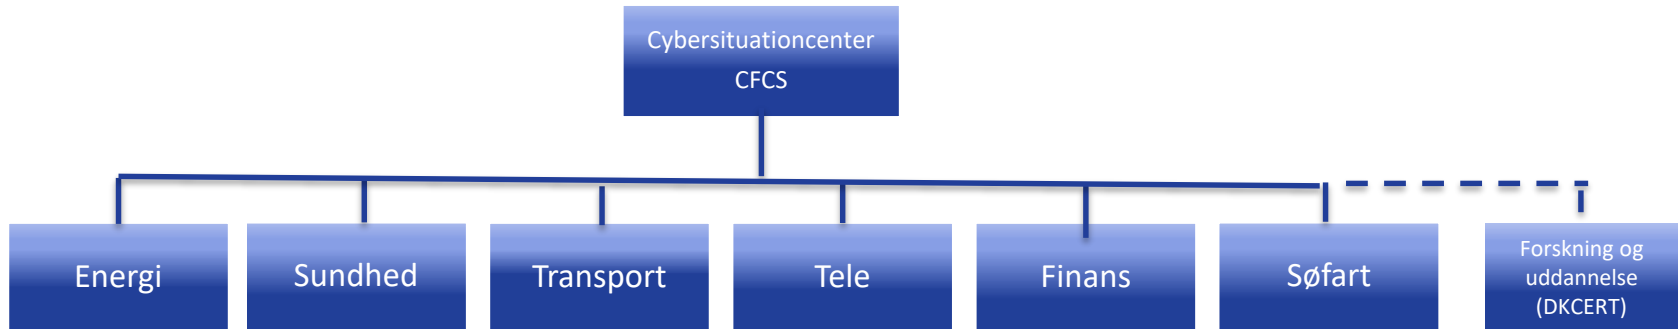 Cybersituationcenter
CFCS
Energi
Sundhed
Transport
Tele
Finans
Søfart
Forskning og
uddannelse
(DKCERT)